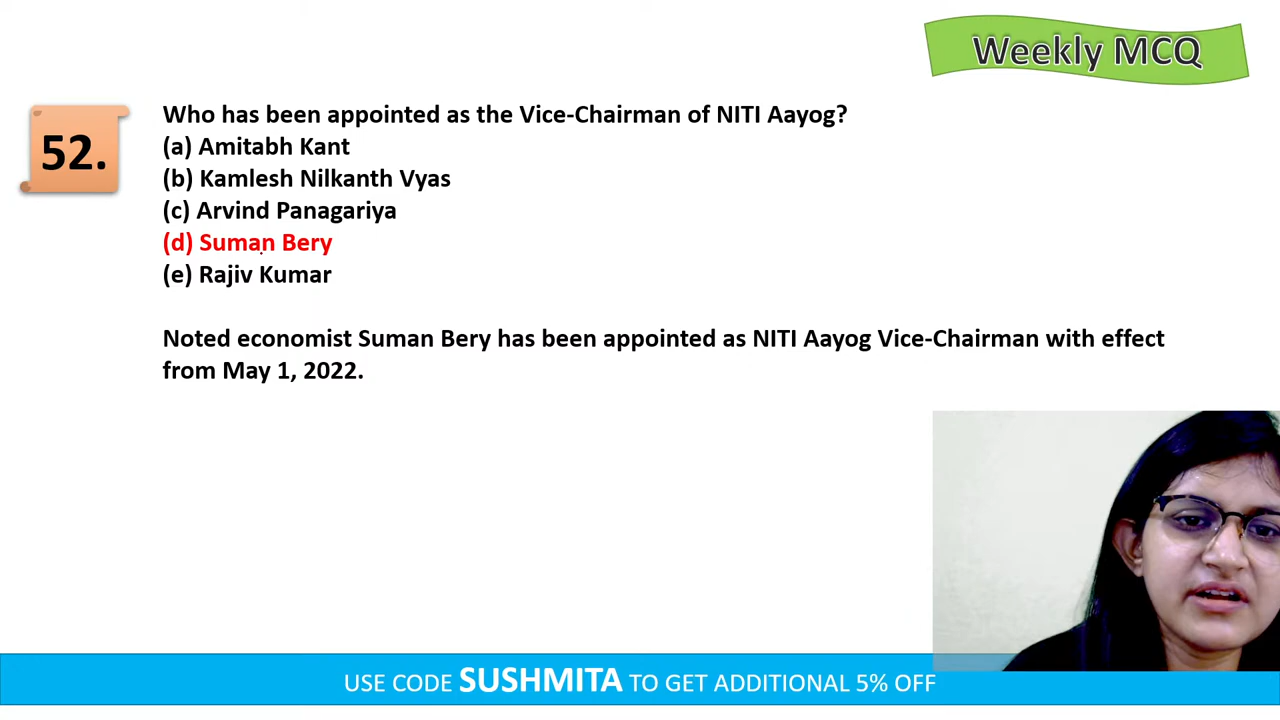 Weekly MCQ
52.
Who has been appointed as the Vice-Chairman of NITI Aayog?
(a) Amitabh Kant
(b) Kamlesh Nilkanth Vyas
(c) Arvind Panagariya
(d) Suman Bery
(e) Rajiv Kumar
Noted economist Suman Bery has been appointed as NITI Aayog Vice-Chairman with effect
from May 1, 2022.
USE CODE SUSHMITA TO GET ADDITIONAL 5% OFF